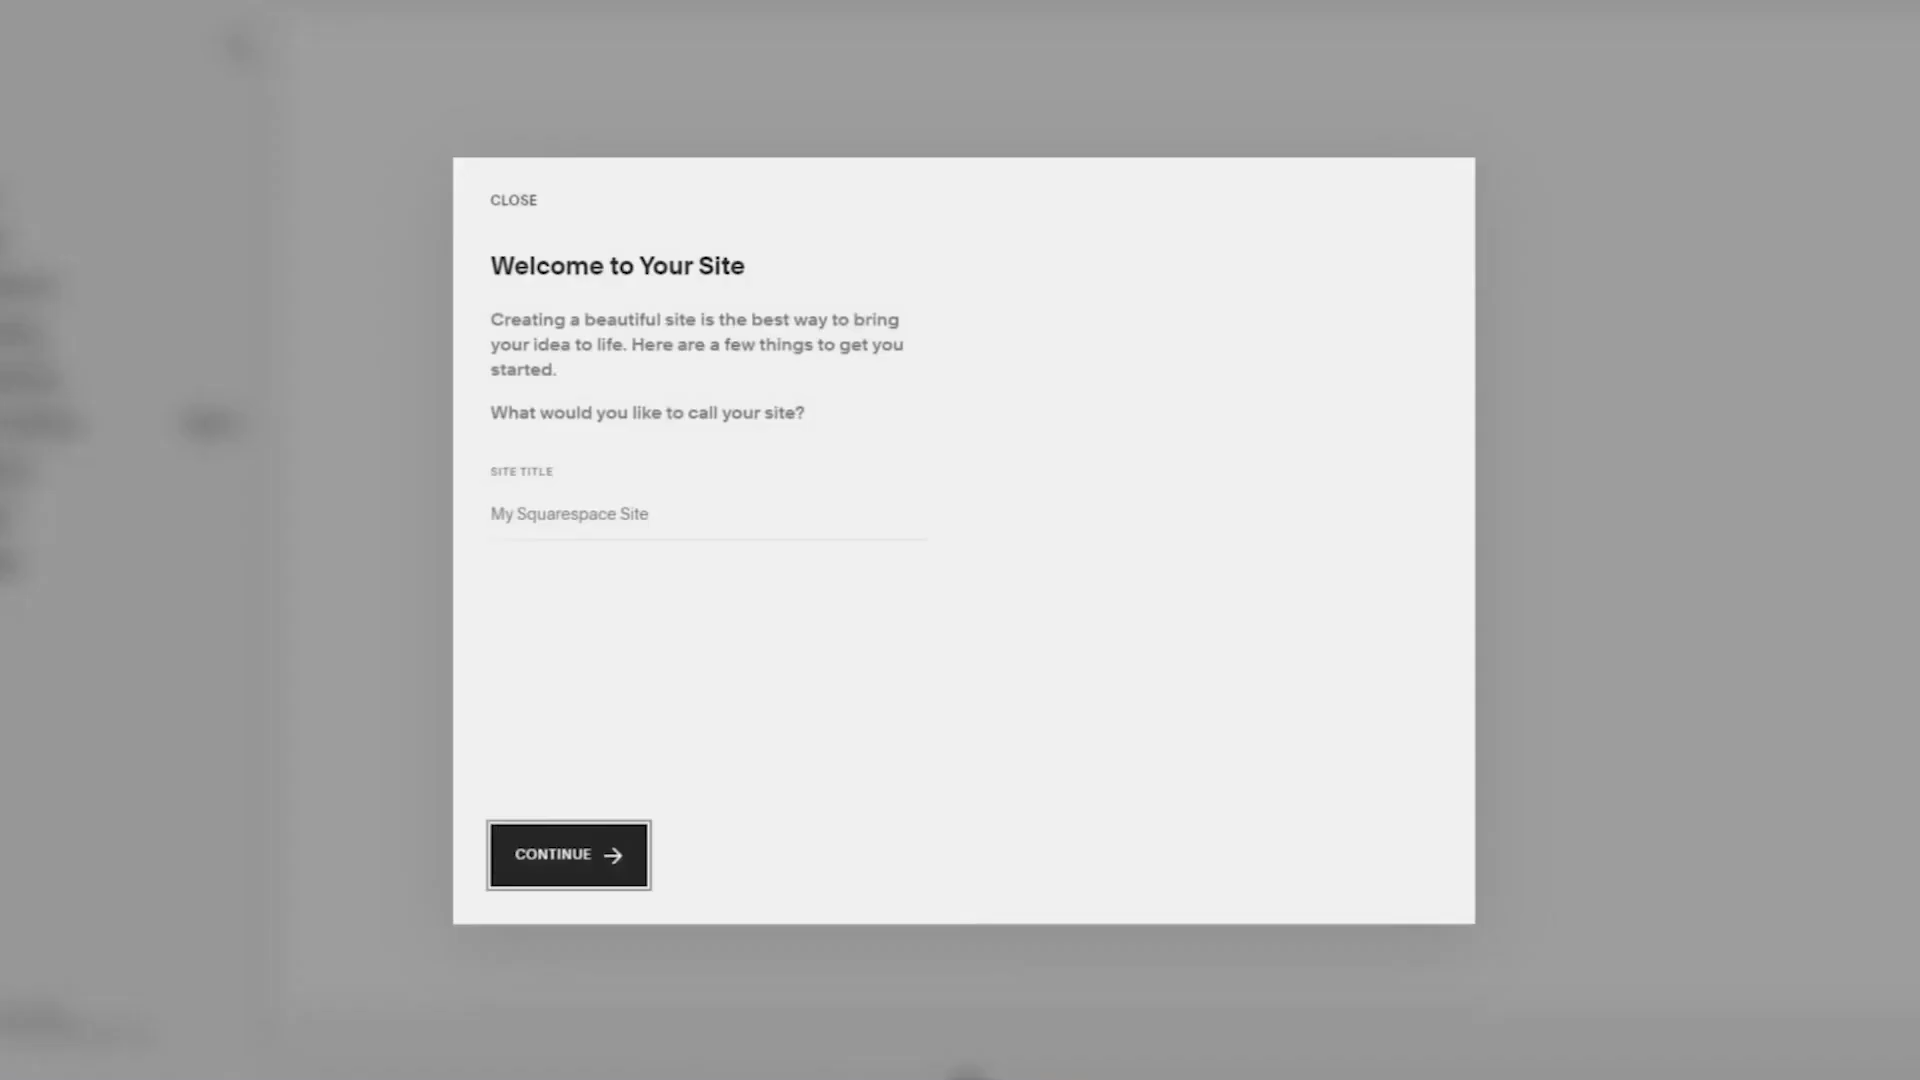 CLOSE
Welcome to Your Site
Creating a beautiful site is the best way to bring
your idea to life. Here are a few things to get you
started.
What would you like to call your site?
SITE TITLE
My Squarespace Site
CONTINUE